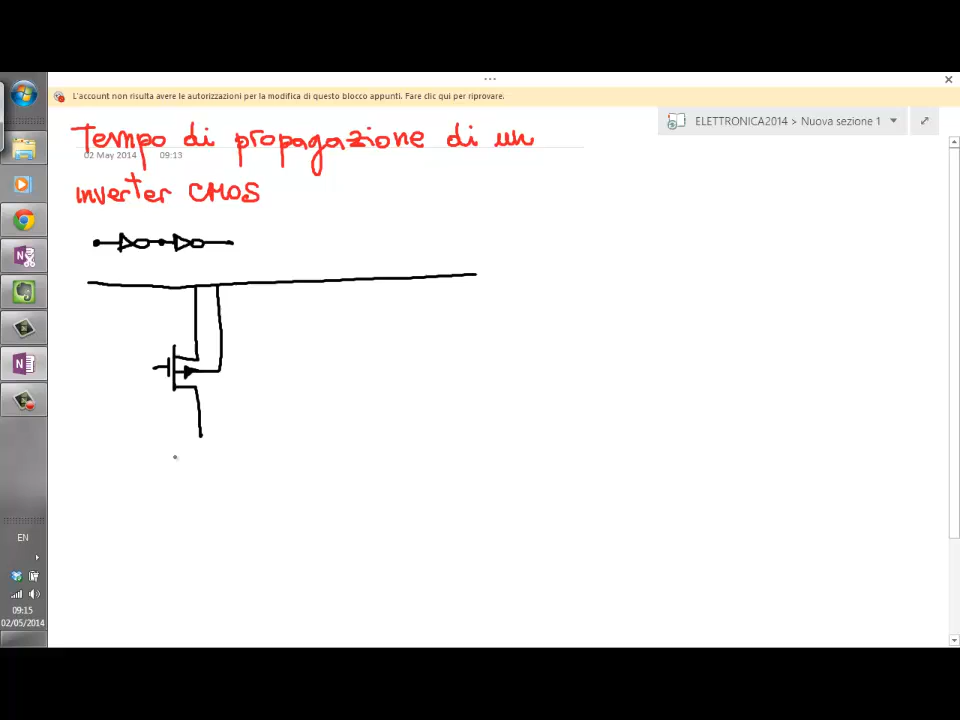 L'account non risulta avere le autorizzazioni per la modifica di questo blocco appunti. Fare clic qui per riprovare.
ELETTRONICA2014 > Nuova sezione 1
Tempo di propagazione di un
02 May 2014 09:13
inverter CMOS
EN
09:15
02/05/2014